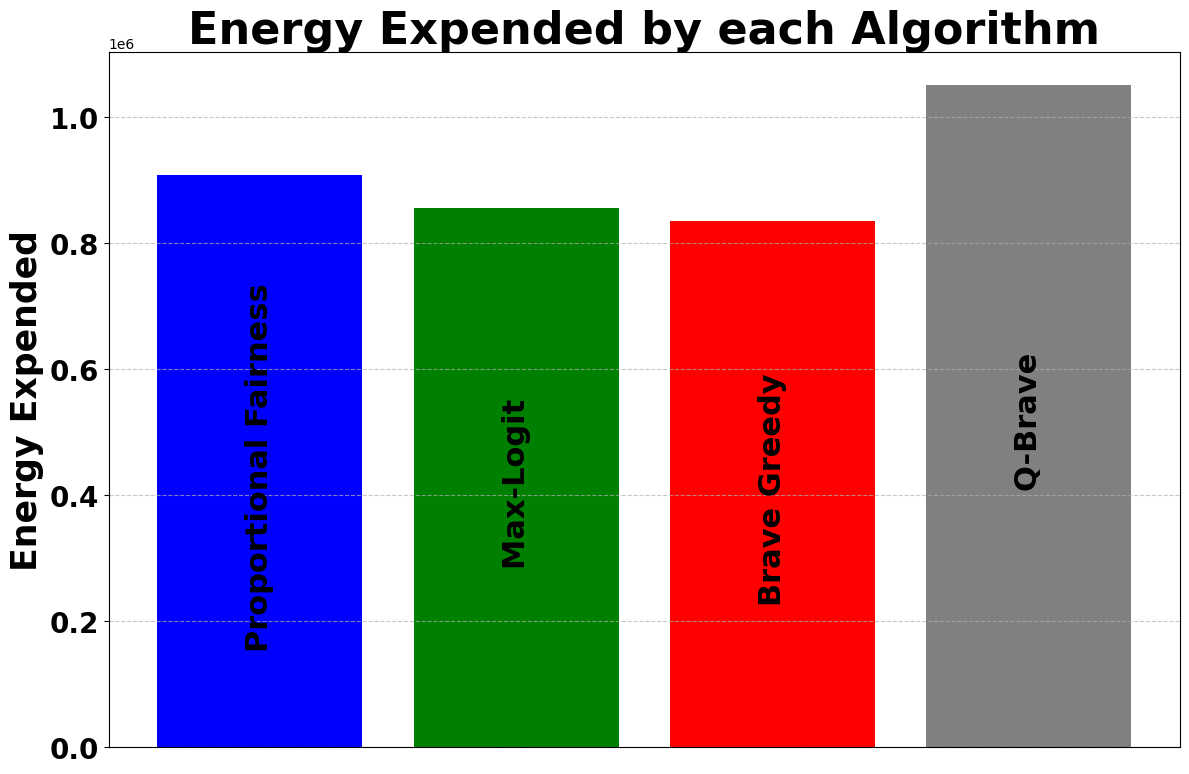 Energy Expended by each Algorithm
1e6
1.0
0.8
0.6
0.4
0.2
0.0
Energy Expended
Proportional Fairness
Max-Logit
Brave Greedy
Q-Brave